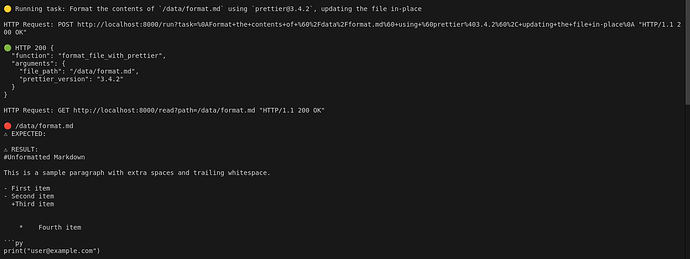 🟡 Running task: Format the contents of `/data/format.md` using `prettier@3.4.2`, updating the file in-place
HTTP Request: POST http://localhost:8000/run?task=%0AFormat+the+contents+of+%60%2Fdata%2Fformat.md%60+using+%60prettier%403.4.2%60%2C+updating+the+file+in-place%0A "HTTP/1.1 2
00 OK"
🟢 HTTP 200 {
  "function": "format_file_with_prettier",
  "arguments": {
    "file_path": "/data/format.md",
    "prettier_version": "3.4.2"
  }
}
HTTP Request: GET http://localhost:8000/read?path=/data/format.md "HTTP/1.1 200 OK"
🔴 /data/format.md
⚠ EXPECTED:
⚠ RESULT:
#Unformatted Markdown
This is a sample paragraph with extra spaces and trailing whitespace.
- First item
- Second item
  +Third item
    *    Fourth item
```py
print("user@example.com")